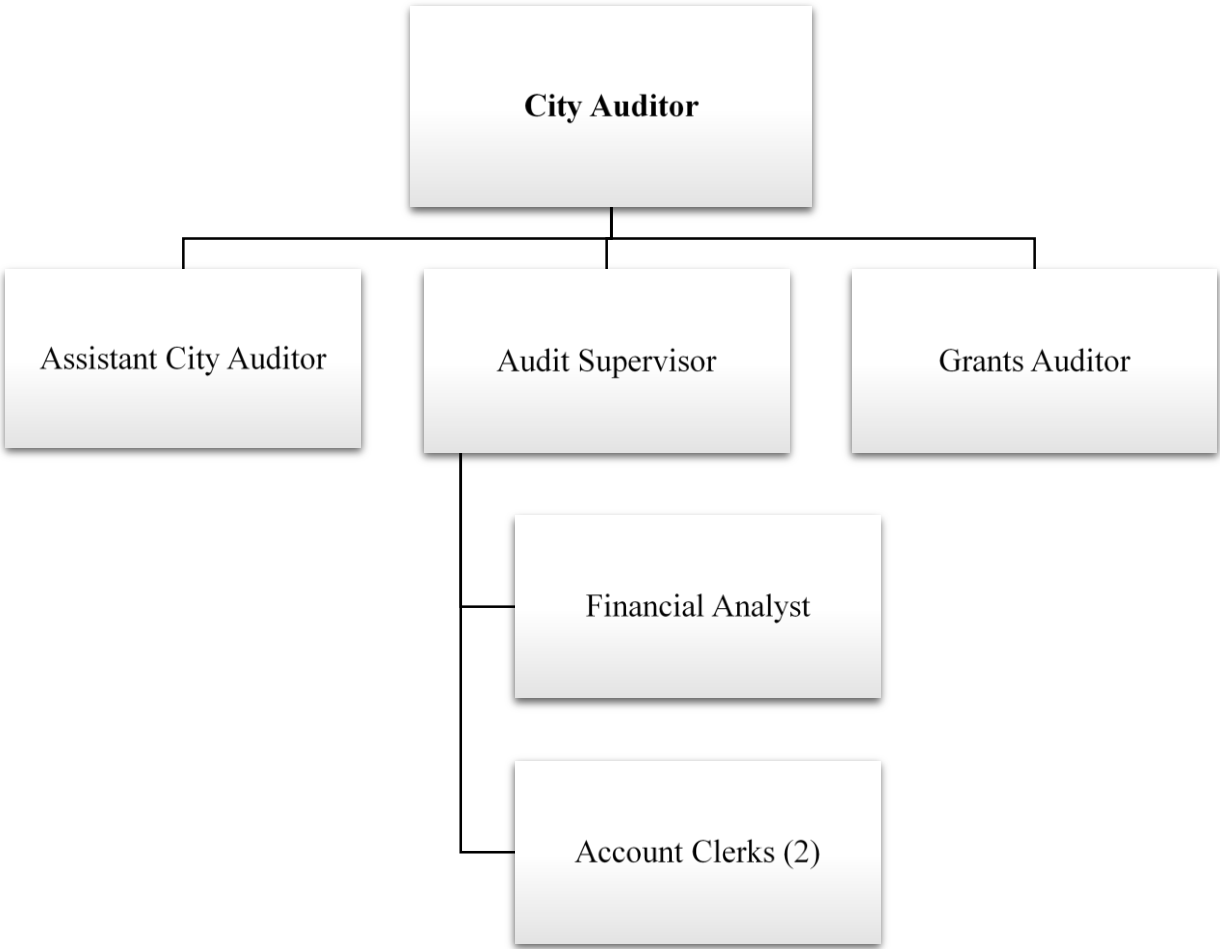 City Auditor
Assistant City Auditor
Audit Supervisor
Grants Auditor
Financial Analyst
Account Clerks (2)